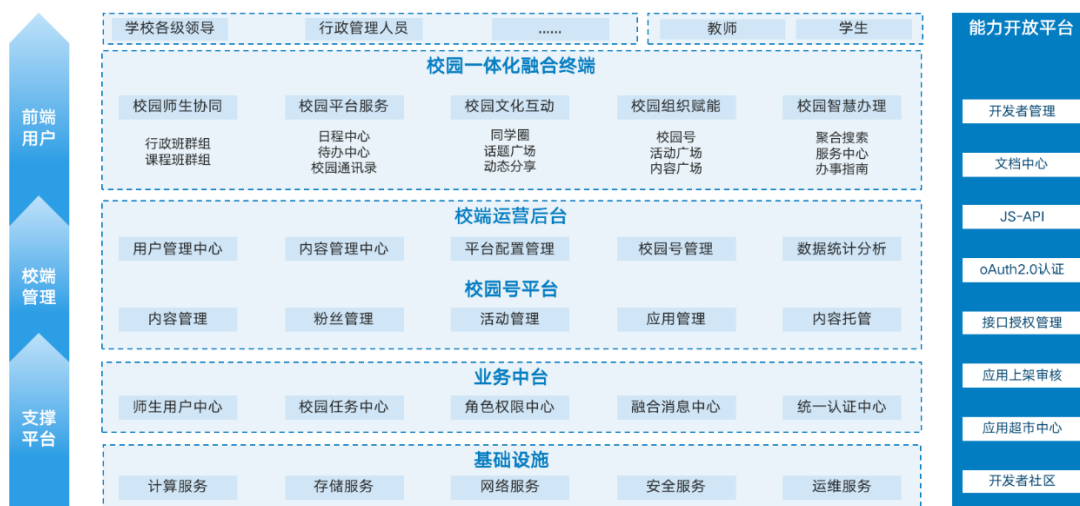 学校各级领导
行政管理人员
......
教师
学生
前端
用户
校园一体化融合终端
校园师生协同
校园平台服务
校园文化互动
校园组织赋能
校园智慧办理
行政班群组
课程班群组
日程中心
待办中心
校园通讯录
同学圈
话题广场
动态分享
校园号
活动广场
内容广场
聚合搜索
服务中心
办事指南
校端
管理
校端运营后台
用户管理中心
内容管理中心
平台配置管理
校园号管理
数据统计分析
校园号平台
内容管理
粉丝管理
活动管理
应用管理
内容托管
支撑
平台
业务中台
师生用户中心
校园任务中心
角色权限中心
融合消息中心
统一认证中心
基础设施
计算服务
存储服务
网络服务
安全服务
运维服务
能力开放平台
开发者管理
文档中心
JS-API
oAuth2.0认证
接口授权管理
应用上架审核
应用超市中心
开发者社区